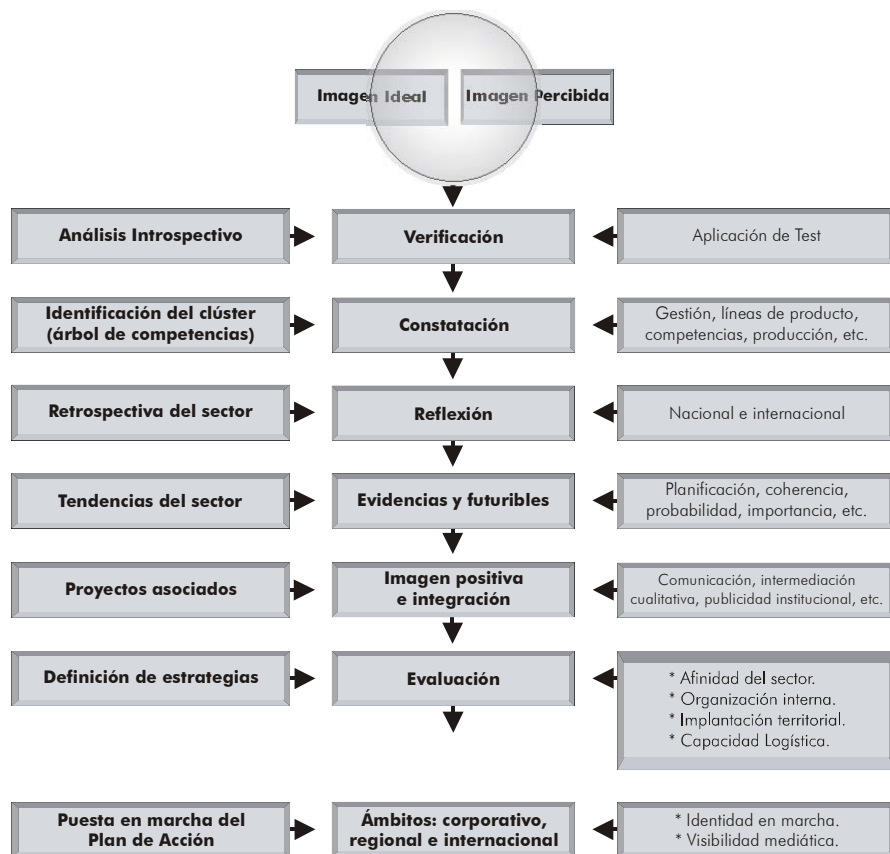 Imagen Ideal
Imagen Percibida
Análisis Introspectivo
Verificación
Aplicación de Test
Identificación del clúster
(árbol de competencias)
Constatación
Gestión, líneas de producto,
competencias, producción, etc.
Retrospectiva del sector
Reflexión
Nacional e internacional
Tendencias del sector
Evidencias y futuribles
Planificación, coherencia,
probabilidad, importancia, etc.
Proyectos asociados
Imagen positiva
e integración
Comunicación, intermediación
cualitativa, publicidad institucional, etc.
Definición de estrategias
Evaluación
* Afinidad del sector.
* Organización interna.
* Implantación territorial.
* Capacidad Logística.
Puesta en marcha del
Plan de Acción
Ámbitos: corporativo,
regional e internacional
* Identidad en marcha.
* Visibilidad mediática.